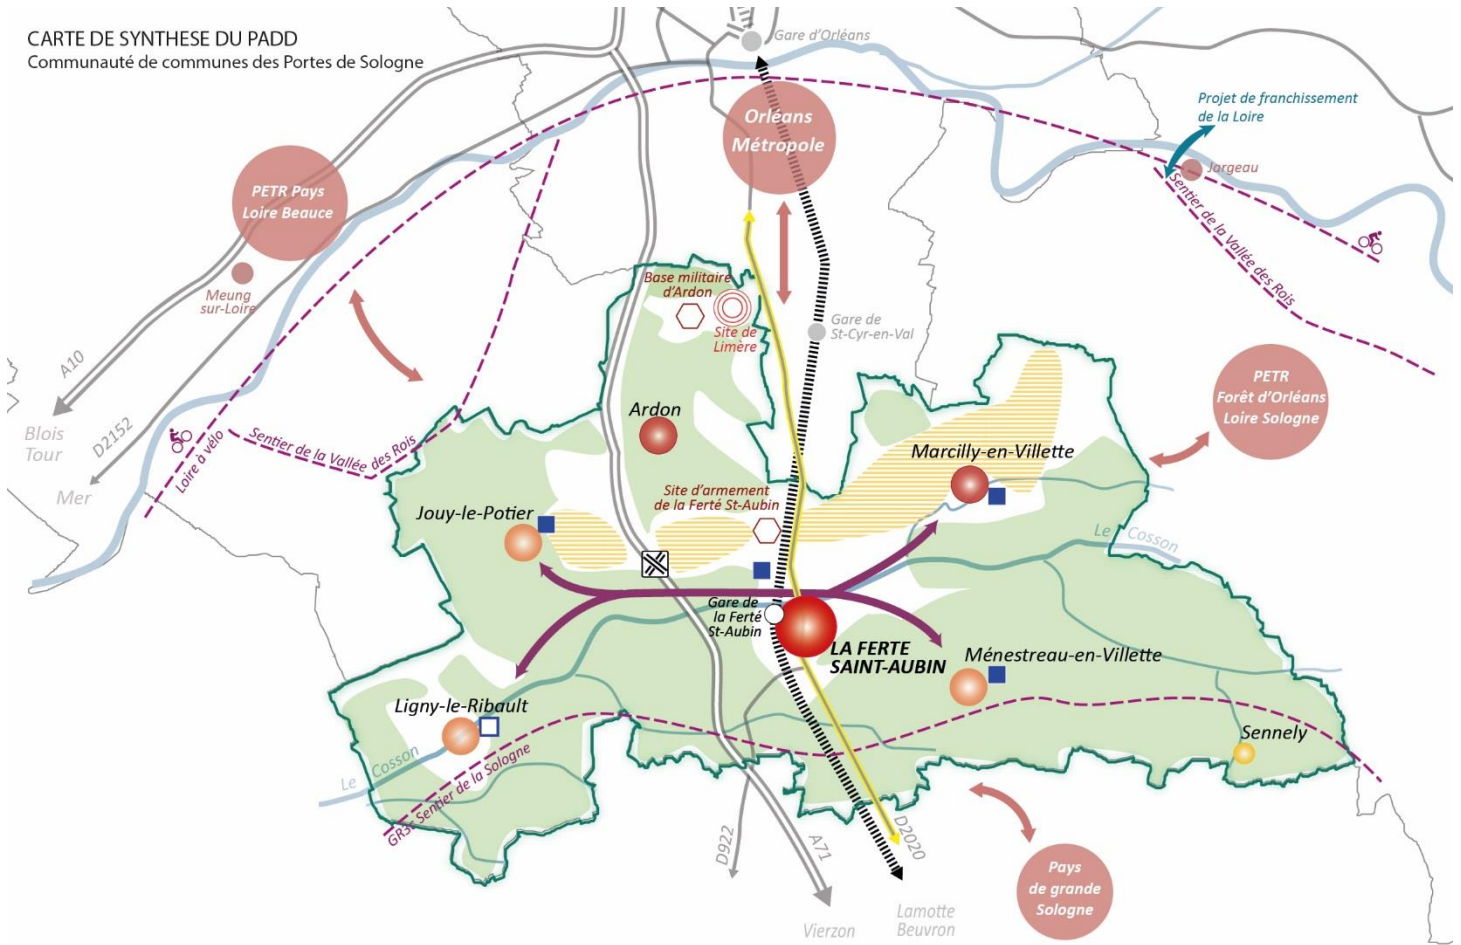 CARTE DE SYNTHESE DU PADD
Communauté de communes des Portes de Sologne
Gare d'Orléans
Orléans
Métropole
Projet de franchissement
de la Loire
Jargeau
Sentier de la Vallée des Rois
PETR Pays
Loire Beauce
Meung
sur-Loire
A10
Blois
Tour
D2152
Mer
Loire à vélo
Sentier de la Vallée des Rois
Base militaire
d'Ardon
Site de
Limère
Gare de
St-Cyr-en-Val
PETR
Forêt d'Orléans
Loire Sologne
Ardon
Marcilly-en-Villette
Site d'armement
de la Ferté St-Aubin
Jouy-le-Potier
Le Cosson
Gare de
la Ferté
St-Aubin
LA FERTE
SAINT-AUBIN
Ménestreau-en-Villette
Ligny-le-Ribault
Sennely
Le Cosson
GR3c Sentier de la Sologne
D922
A71
D2020
Vierzon
Lamotte
Beuvron
Pays
de grande
Sologne